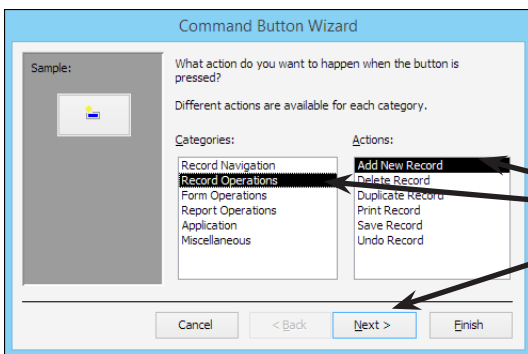 Command Button Wizard
Sample:
What action do you want to happen when the button is
pressed?
Different actions are available for each category.
Categories:
Record Navigation
Record Operations
Form Operations
Report Operations
Application
Miscellaneous
Actions:
Add New Record
Delete Record
Duplicate Record
Print Record
Save Record
Undo Record
Cancel
< Back
Next >
Finish